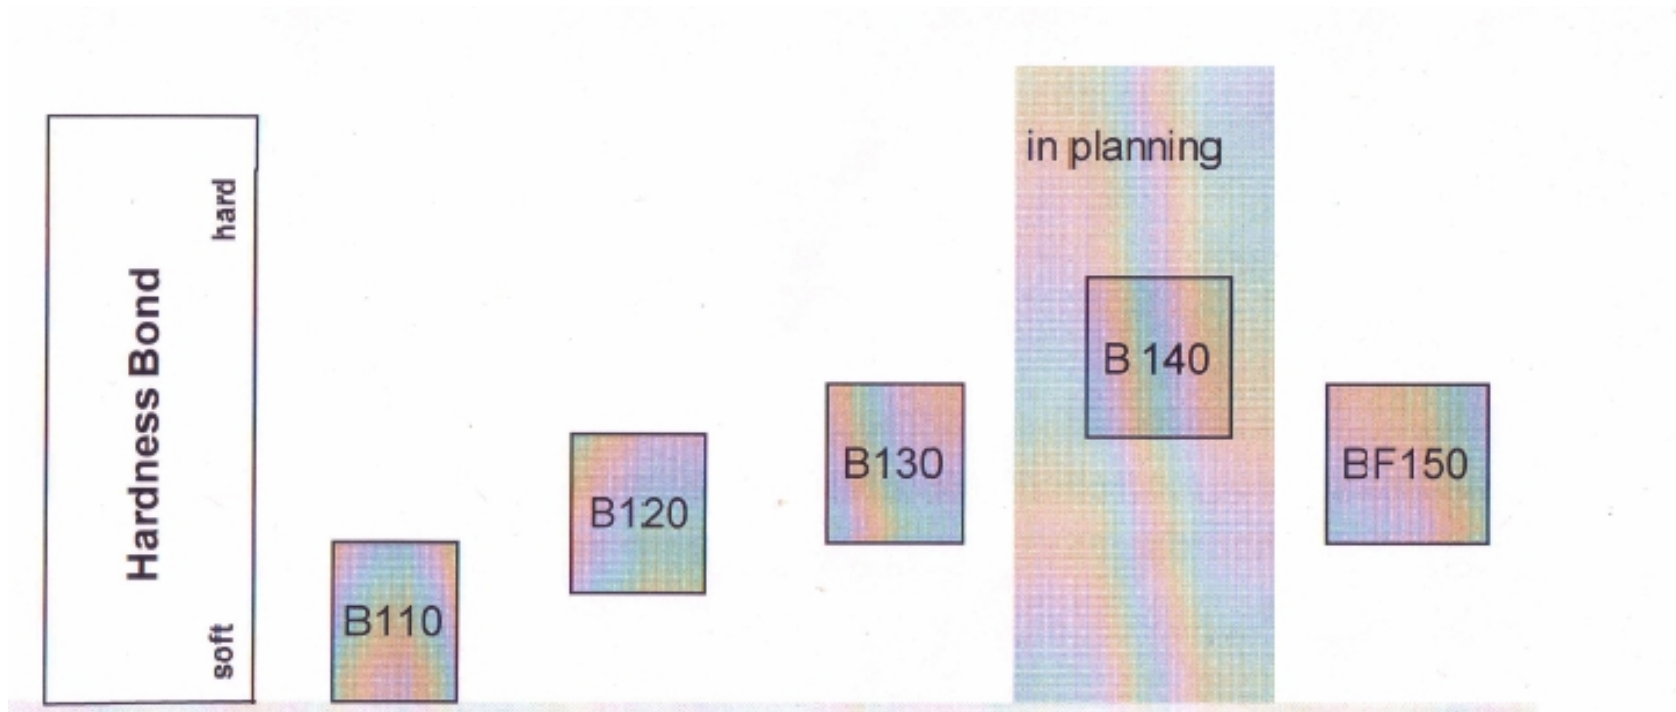 Hardness Bond
hard
soft
B110
B120
B130
in planning
B 140
BF150